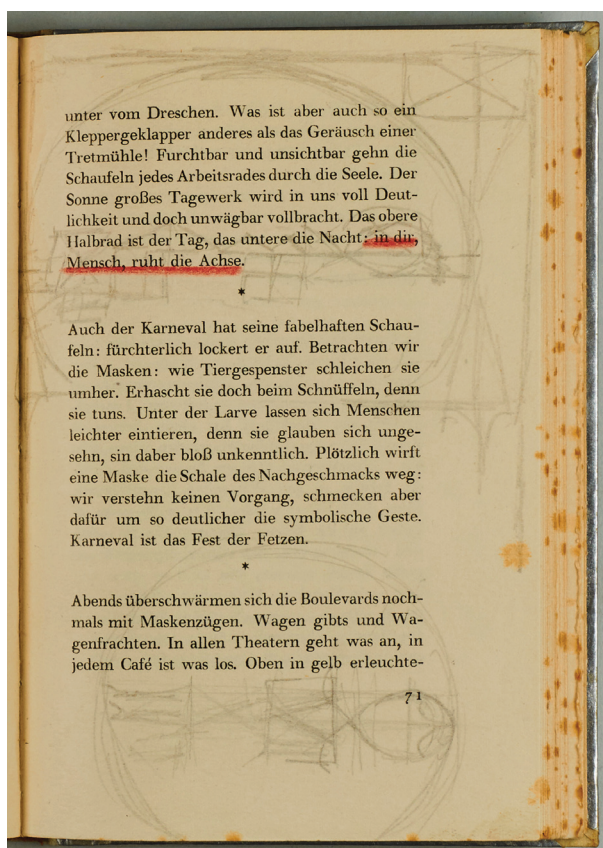 unter vom Dreschen. Was ist aber auch so ein
Kleppergeklapper anderes als das Geräusch einer
Tretmühle! Furchtbar und unsichtbar gehn die
Schaufeln jedes Arbeitsrades durch die Seele. Der
Sonne großes Tagewerk wird in uns voll Deut-
lichkeit und doch unwägbar vollbracht. Das obere
Halbrad ist der Tag, das untere die Nacht: in dir,
Mensch, ruht die Achse.
*
Auch der Karneval hat seine fabelhaften Schau-
feln: fürchterlich lockert er auf. Betrachten wir
die Masken: wie Tiergespenster schleichen sie
umher. Erhascht sie doch beim Schnüffeln, denn
sie tuns. Unter der Larve lassen sich Menschen
leichter eintieren, denn sie glauben sich unge-
sehn, sin daber bloß unkenntlich. Plötzlich wirft
eine Maske die Schale des Nachgeschmacks weg:
wir verstehn keinen Vorgang, schmecken aber
dafür um so deutlicher die symbolische Geste.
Karneval ist das Fest der Fetzen.
*
Abends überschwärmen sich die Boulevards noch-
mals mit Maskenzügen. Wagen gibts und Wa-
genfrachten. In allen Theatern geht was an, in
jedem Café ist was los. Oben in gelb erleuchte-
71